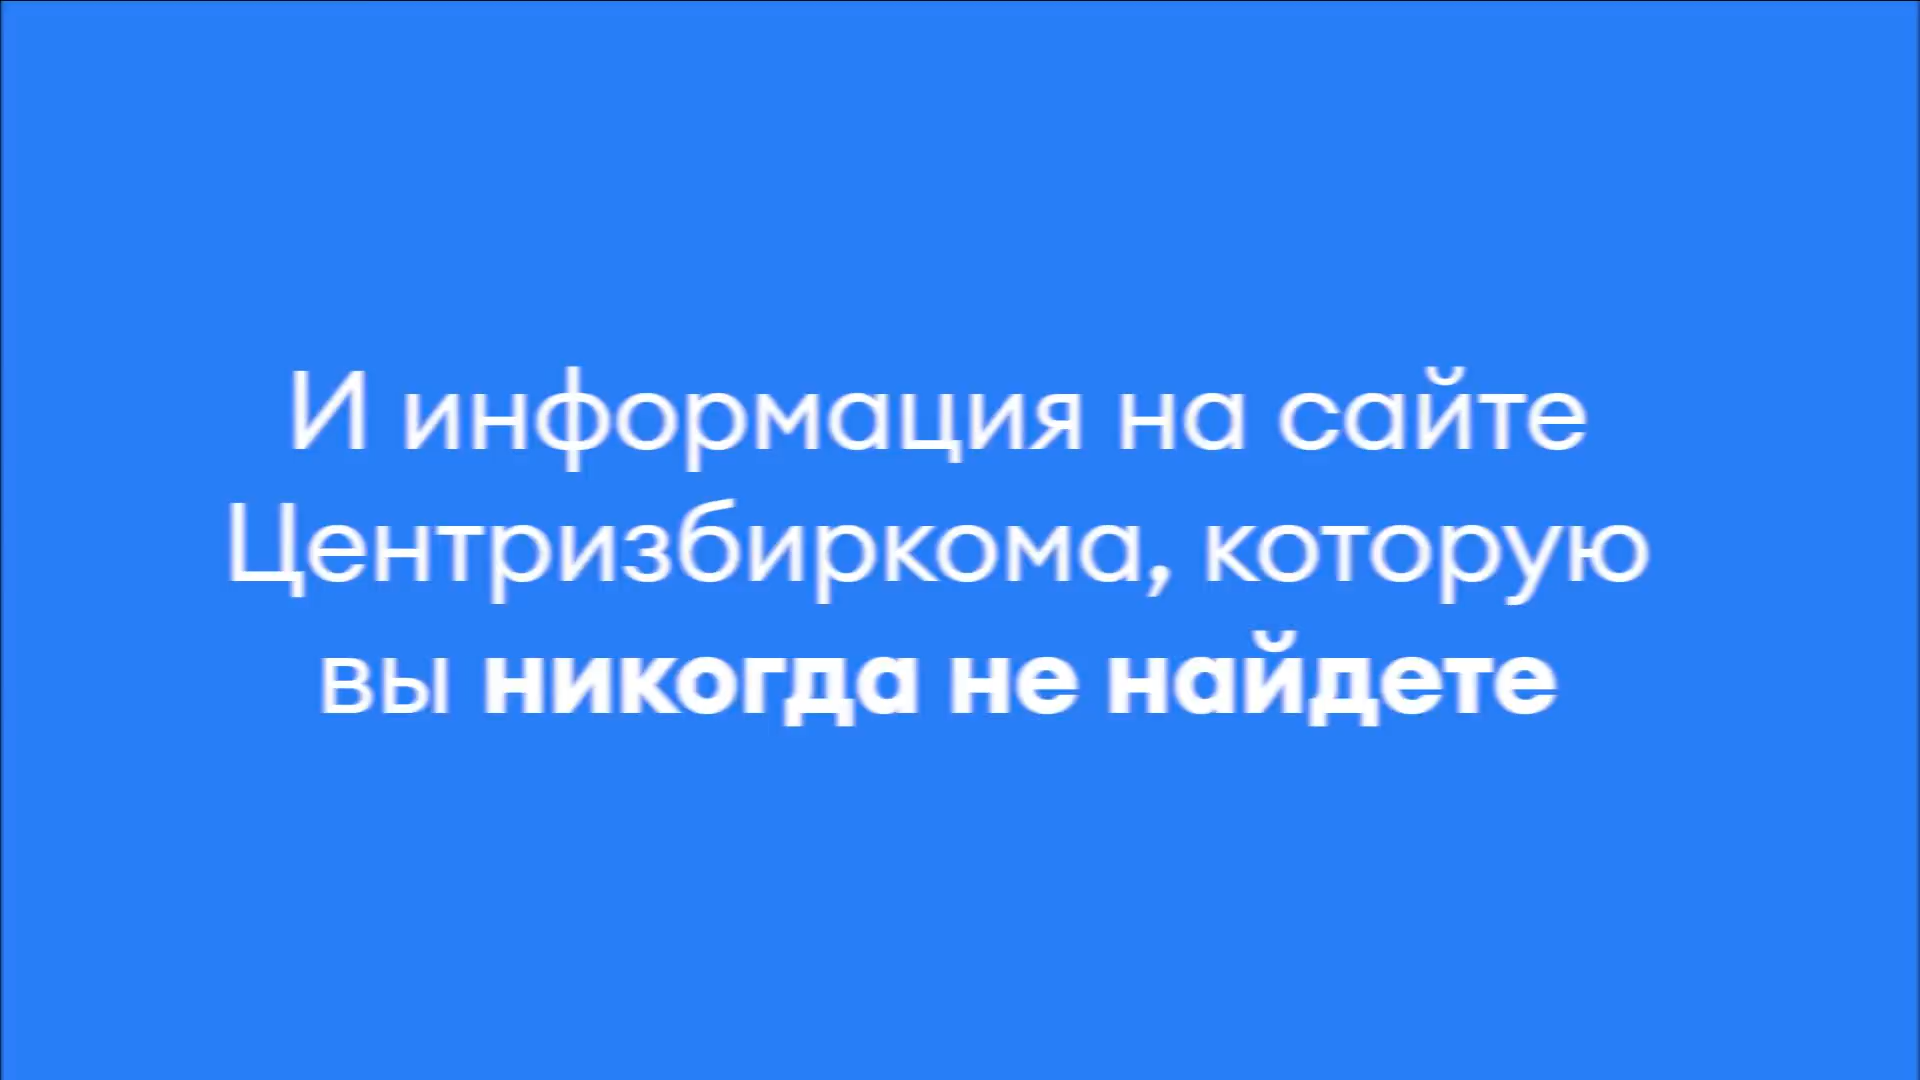 И информация на сайте
Центризбиркома, которую
вы никогда не найдете